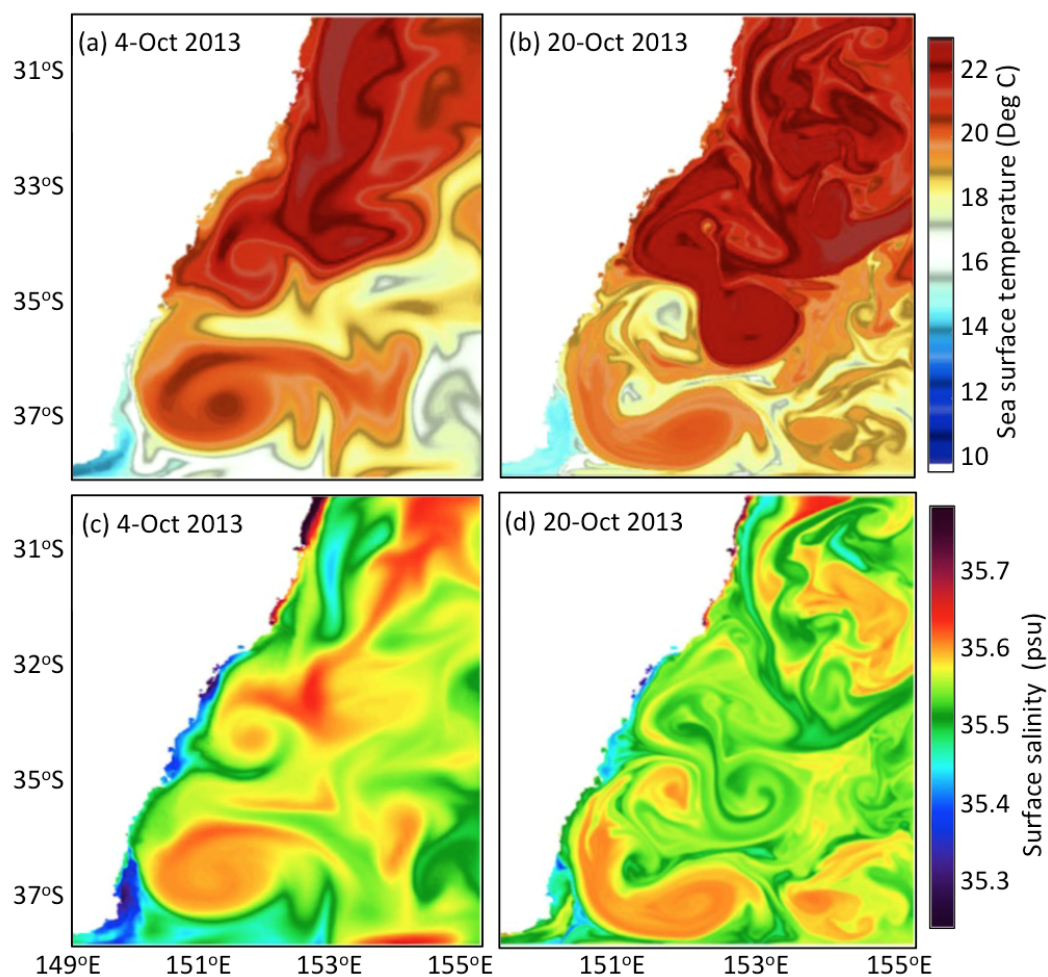 (a) 4-Oct 2013
(b) 20-Oct 2013
31°S
33°S
35°S
37°S
22
20
18
16
14
12
10
Sea surface temperature (Deg C)
(c) 4-Oct 2013
(d) 20-Oct 2013
31°S
32°S
35°S
37°S
35.7
35.6
35.5
35.4
35.3
Surface salinity (psu)
149°E 151°E 153°E 155°E 151°E 153°E 155°E